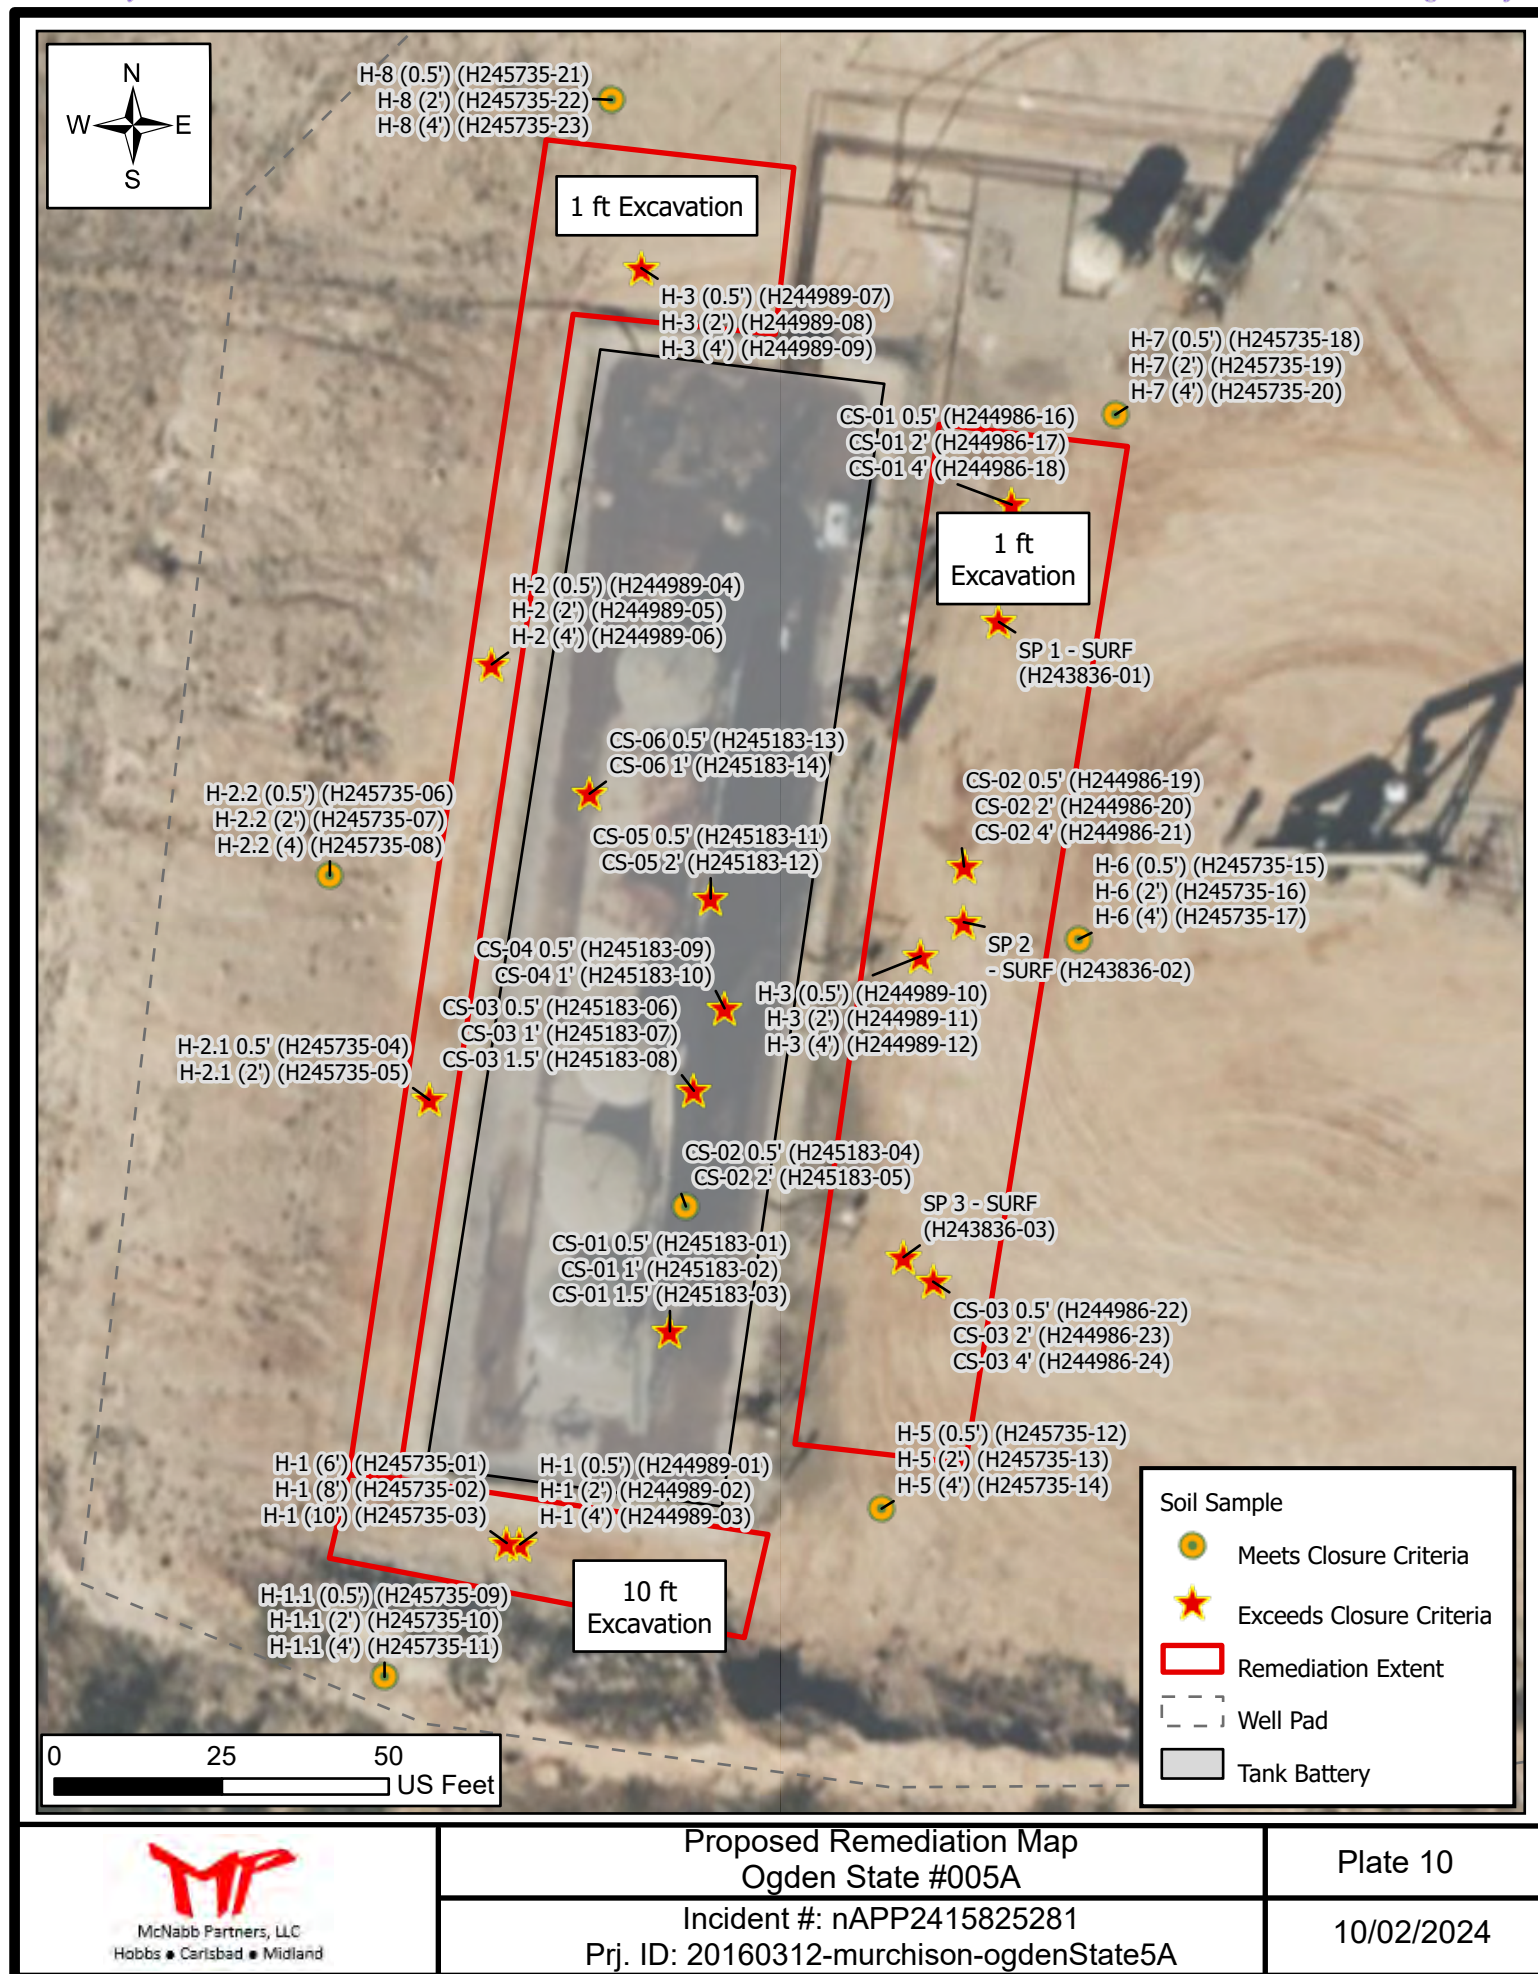 N
W E
S
H-8 (0.5') (H245735-21)
H-8 (2') (H245735-22)
H-8 (4') (H245735-23)
1 ft Excavation
H-3 (0.5') (H244989-07)
H-3 (2') (H244989-08)
H-3 (4') (H244989-09)
H-7 (0.5') (H245735-18)
H-7 (2') (H245735-19)
H-7 (4') (H245735-20)
CS-01 0.5' (H244986-16)
CS-01 2' (H244986-17)
CS-01 4' (H244986-18)
1 ft
Excavation
H-2 (0.5') (H244989-04)
H-2 (2') (H244989-05)
H-2 (4') (H244989-06)
SP 1 - SURF
(H243836-01)
CS-06 0.5' (H245183-13)
CS-06 1' (H245183-14)
CS-02 0.5' (H244986-19)
CS-02 2' (H244986-20)
CS-02 4' (H244986-21)
H-2.2 (0.5') (H245735-06)
H-2.2 (2') (H245735-07)
H-2.2 (4) (H245735-08)
CS-05 0.5' (H245183-11)
CS-05 2' (H245183-12)
H-6 (0.5') (H245735-15)
H-6 (2') (H245735-16)
H-6 (4') (H245735-17)
SP 2
- SURF (H243836-02)
CS-04 0.5' (H245183-09)
CS-04 1' (H245183-10)
H-3 (0.5') (H244989-10)
H-3 (2') (H244989-11)
H-3 (4') (H244989-12)
CS-03 0.5' (H245183-06)
CS-03 1' (H245183-07)
CS-03 1.5' (H245183-08)
H-2.1 0.5' (H245735-04)
H-2.1 (2') (H245735-05)
CS-02 0.5' (H245183-04)
CS-02 2' (H245183-05)
SP 3 - SURF
(H243836-03)
CS-01 0.5' (H245183-01)
CS-01 1' (H245183-02)
CS-01 1.5' (H245183-03)
CS-03 0.5' (H244986-22)
CS-03 2' (H244986-23)
CS-03 4' (H244986-24)
H-5 (0.5') (H245735-12)
H-5 (2') (H245735-13)
H-5 (4') (H245735-14)
H-1 (6') (H245735-01)
H-1 (8') (H245735-02)
H-1 (10') (H245735-03)
H-1 (0.5') (H244989-01)
H-1 (2') (H244989-02)
H-1 (4') (H244989-03)
10 ft
Excavation
H-1.1 (0.5') (H245735-09)
H-1.1 (2') (H245735-10)
H-1.1 (4') (H245735-11)
Soil Sample
Meets Closure Criteria
Exceeds Closure Criteria
Remediation Extent
Well Pad
Tank Battery
0 25 50
US Feet
McNabb Partners, LLC
Hobbs ● Carlsbad ● Midland
Proposed Remediation Map
Ogden State #005A
Plate 10
Incident #: nAPP2415825281
Prj. ID: 20160312-murchison-ogdenState5A
10/02/2024